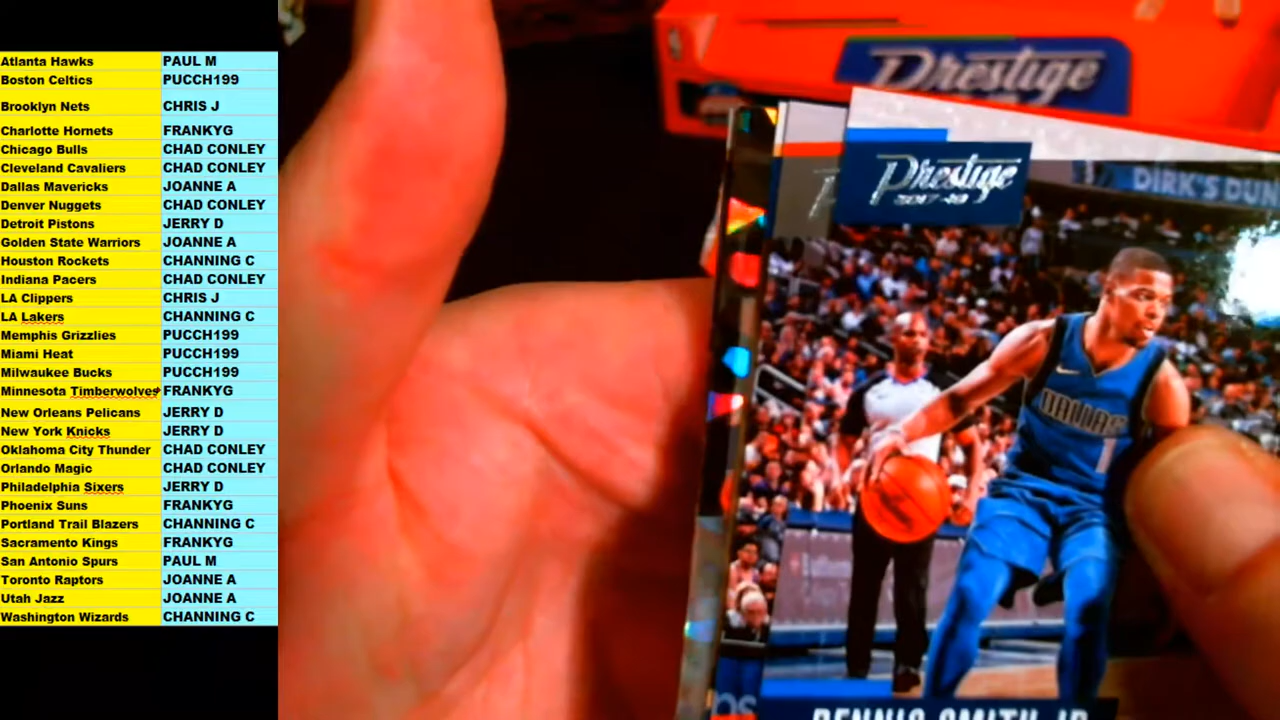 Atlanta Hawks PAUL M
Boston Celtics PUCCH199
Brooklyn Nets CHRIS J
Charlotte Hornets FRANKYG
Chicago Bulls CHAD CONLEY
Cleveland Cavaliers CHAD CONLEY
Dallas Mavericks JOANNE A
Denver Nuggets CHAD CONLEY
Detroit Pistons JERRY D
Golden State Warriors JOANNE A
Houston Rockets CHANNING C
Indiana Pacers CHAD CONLEY
LA Clippers CHRIS J
LA Lakers CHANNING C
Memphis Grizzlies PUCCH199
Miami Heat PUCCH199
Milwaukee Bucks PUCCH199
Minnesota Timberwolves FRANKYG
New Orleans Pelicans JERRY D
New York Knicks JERRY D
Oklahoma City Thunder CHAD CONLEY
Orlando Magic CHAD CONLEY
Philadelphia Sixers JERRY D
Phoenix Suns FRANKYG
Portland Trail Blazers CHANNING C
Sacramento Kings FRANKYG
San Antonio Spurs PAUL M
Toronto Raptors JOANNE A
Utah Jazz JOANNE A
Washington Wizards CHANNING C
Prestige
Prestige
2017-18
DIRK'S DUN
DALLAS
1
DENNIS SMITH JR